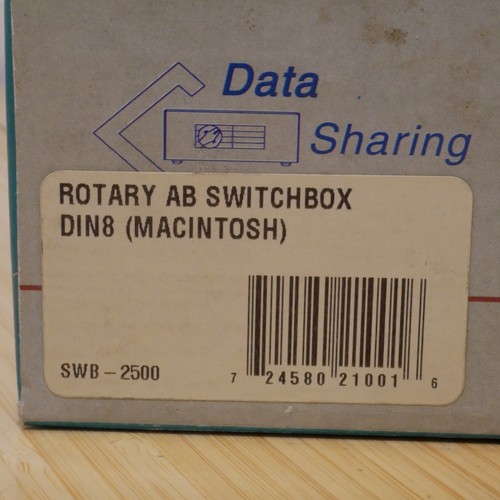 Data
Sharing
ROTARY AB SWITCHBOX
DIN8 (MACINTOSH)
SWB-2500
7 24580 21001 6